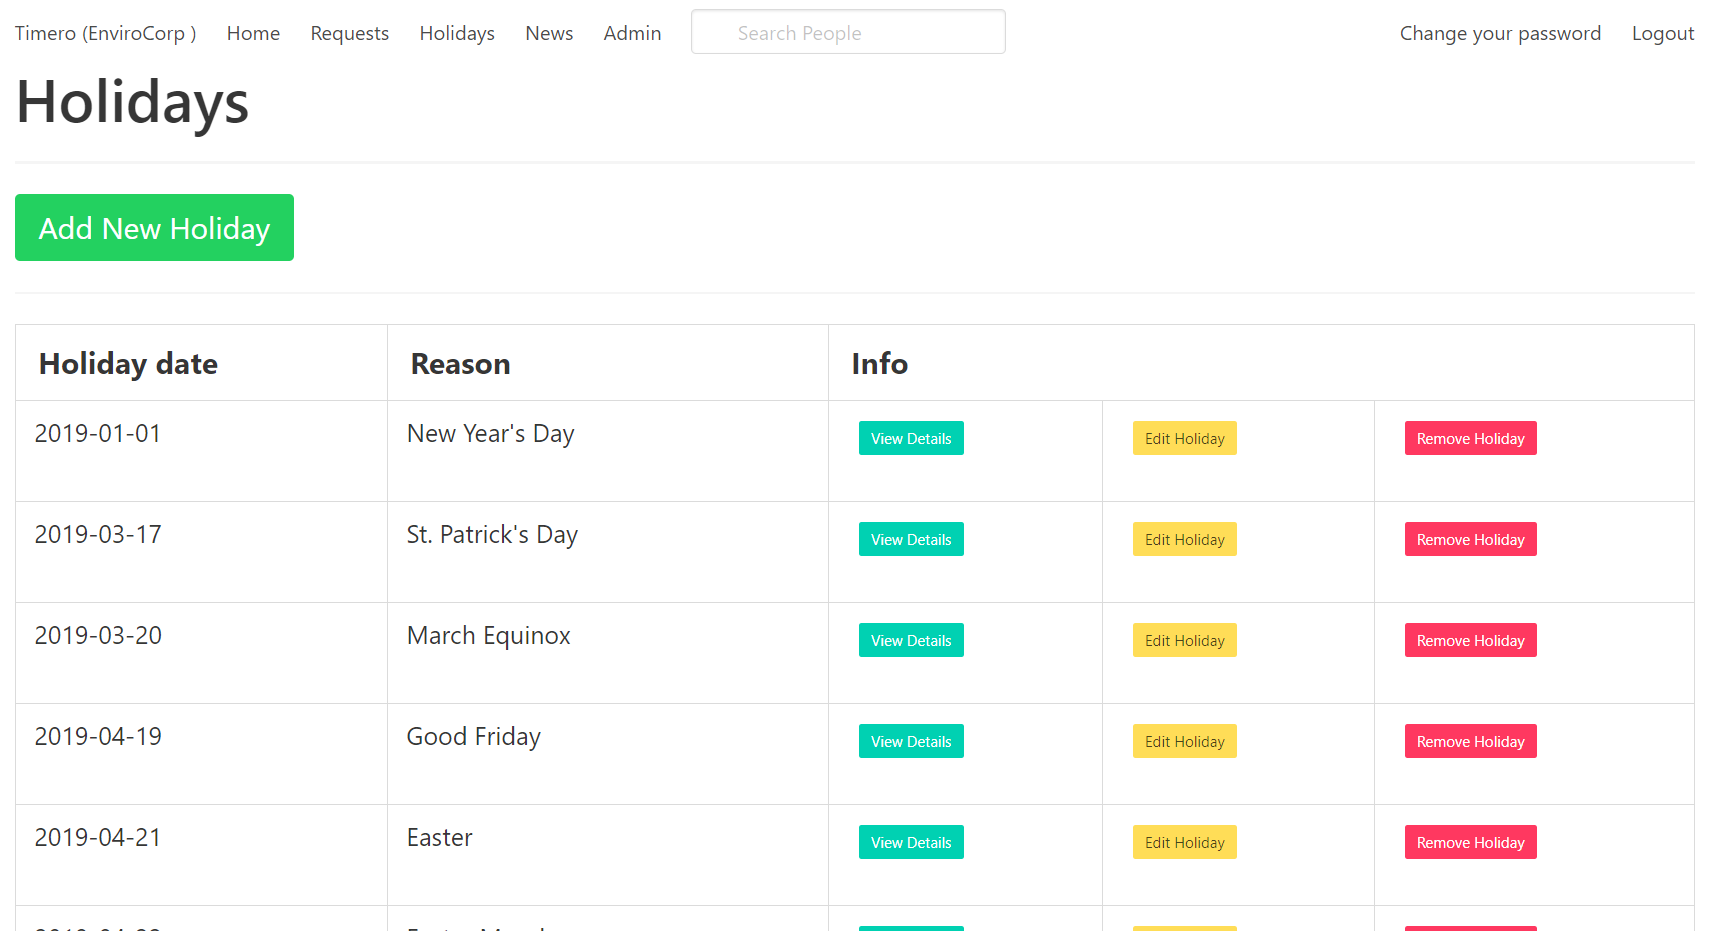 Timero (EnviroCorp ) Home Requests Holidays News Admin Search People Change your password Logout
Holidays
Add New Holiday
Holiday date Reason Info
2019-01-01 New Year's Day View Details Edit Holiday Remove Holiday
2019-03-17 St. Patrick's Day View Details Edit Holiday Remove Holiday
2019-03-20 March Equinox View Details Edit Holiday Remove Holiday
2019-04-19 Good Friday View Details Edit Holiday Remove Holiday
2019-04-21 Easter View Details Edit Holiday Remove Holiday